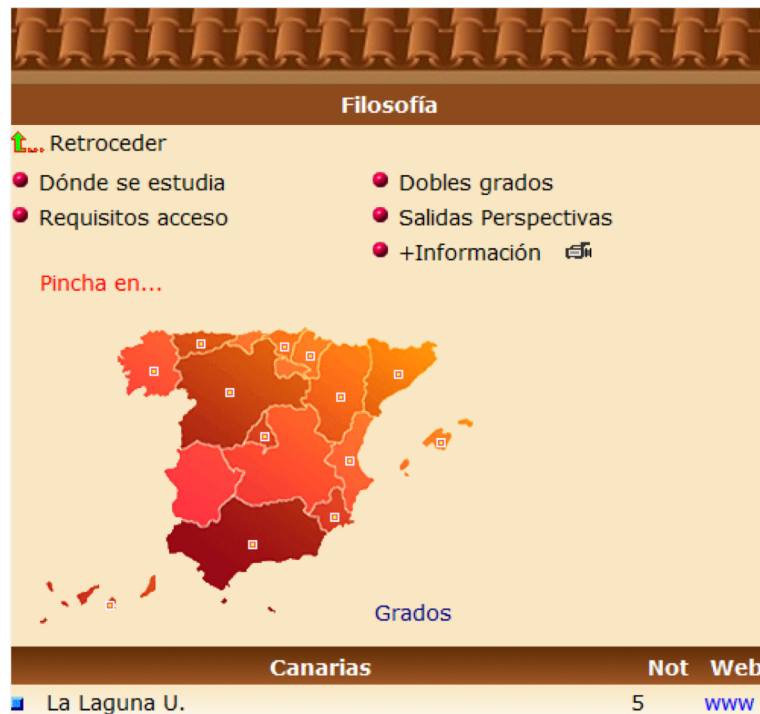 Filosofía
Retroceder
Dónde se estudia
Dobles grados
Requisitos acceso
Salidas Perspectivas
+Información
Pincha en...
Grados
Canarias Not Web
La Laguna U. 5 www